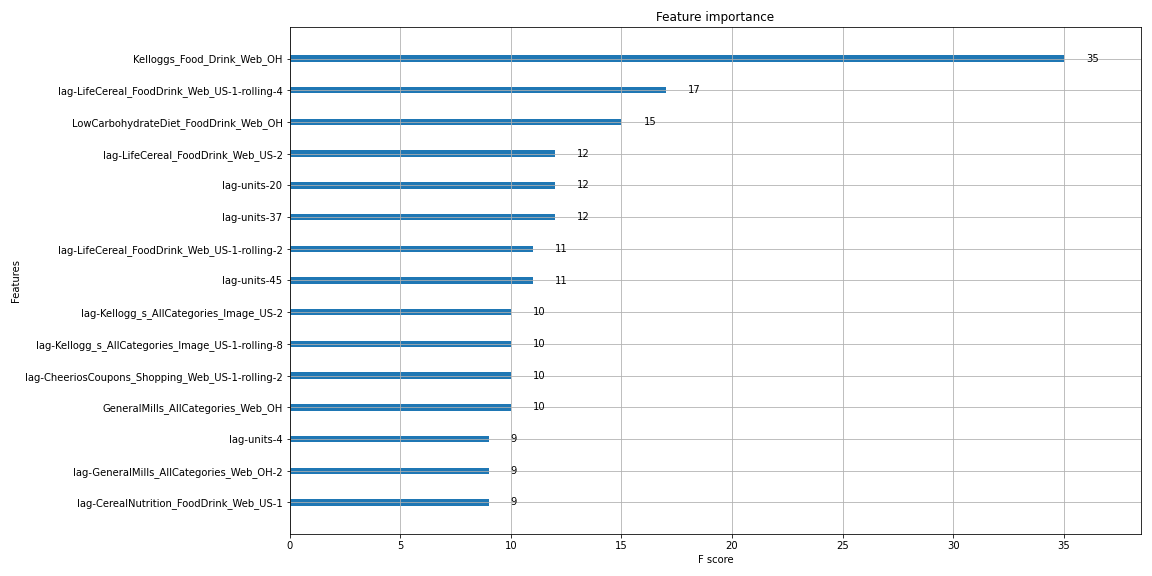 Feature importance
Kelloggs_Food_Drink_Web_OH
35
lag-LifeCereal_FoodDrink_Web_US-1-rolling-4
17
LowCarbohydrateDiet_FoodDrink_Web_OH
15
lag-LifeCereal_FoodDrink_Web_US-2
12
lag-units-20
12
lag-units-37
12
lag-LifeCereal_FoodDrink_Web_US-1-rolling-2
11
lag-units-45
11
lag-Kellogg_s_AllCategories_Image_US-2
10
lag-Kellogg_s_AllCategories_Image_US-1-rolling-8
10
lag-CheeriosCoupons_Shopping_Web_US-1-rolling-2
10
GeneralMills_AllCategories_Web_OH
10
lag-units-4
9
lag-GeneralMills_AllCategories_Web_OH-2
9
lag-CerealNutrition_FoodDrink_Web_US-1
9
Features
0 5 10 15 20 25 30 35
F score